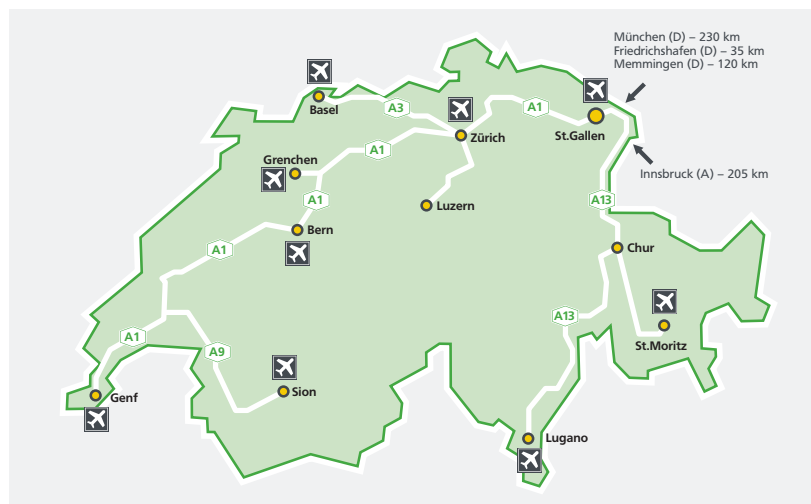 München (D) – 230 km
Friedrichshafen (D) – 35 km
Memmingen (D) – 120 km
Basel
A3
A1
Zürich
St.Gallen
A1
Grenchen
Innsbruck (A) – 205 km
A1
A13
Luzern
Bern
A1
Chur
A13
A1
St.Moritz
A9
Sion
Genf
Lugano